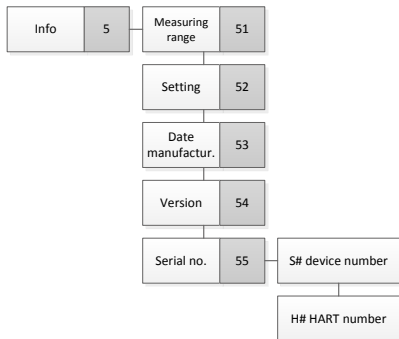 Info 5 Measuring range 51
Setting 52
Date manufactur. 53
Version 54
Serial no. 55 S# device number
H# HART number